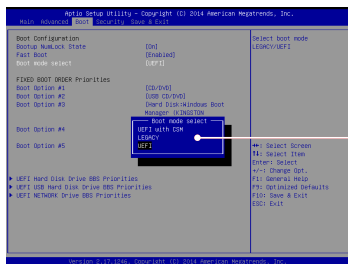 Aptio Setup Utility - Copyright (C) 2014 American Megatrends, Inc.
Main Advanced Boot Security Save & Exit
Boot Configuration
Bootup NumLock State [On]
Fast Boot [Enabled]
Boot mode select [UEFI]
FIXED BOOT ORDER Priorities
Boot Option #1 [CD/DVD]
Boot Option #2 [USB CD/DVD]
Boot Option #3 [Hard Disk:Windows Boot
Manager (KINGSTON
Boot mode select
UEFI with CSM
LEGACY
UEFI
Boot Option #4
Boot Option #5
UEFI Hard Disk Drive BBS Priorities
UEFI USB Hard Disk Drive BBS Priorities
UEFI NETWORK Drive BBS Priorities
Select boot mode
LEGACY/UEFI
→←: Select Screen
↑↓: Select Item
Enter: Select
+/-: Change Opt.
F1: General Help
F9: Optimized Defaults
F10: Save & Exit
ESC: Exit
Version 2.17.1246. Copyright (C) 2014 American Megatrends, Inc.